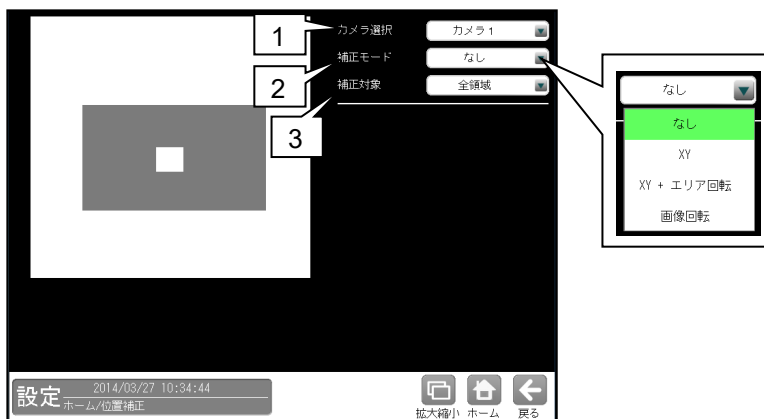 1
カメラ選択
カメラ1
2
補正モード
なし
3
補正対象
全領域
なし
なし
XY
XY + エリア回転
画像回転
設定
2014/03/27 10:34:44
ホーム/位置補正
拡大縮小
ホーム
戻る